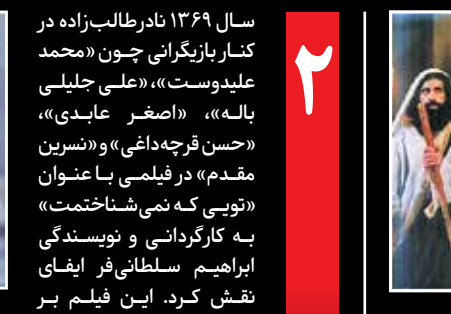 ۲
سال ۱۳۶۹ نادرطالب‌زاده در
کنار بازیگرانی چون «محمد
علیدوست»، «علی جلیلی
باله»، «اصغر عابدی»،
«حسن قرچه‌داغی» و «نسرین
مقدم» در فیلمی با عنوان
«تویی که نمی‌شناختمت»
به کارگردانی و نویسندگی
ابراهیم سلطانی‌فر ایفای
نقش کرد. این فیلم بر